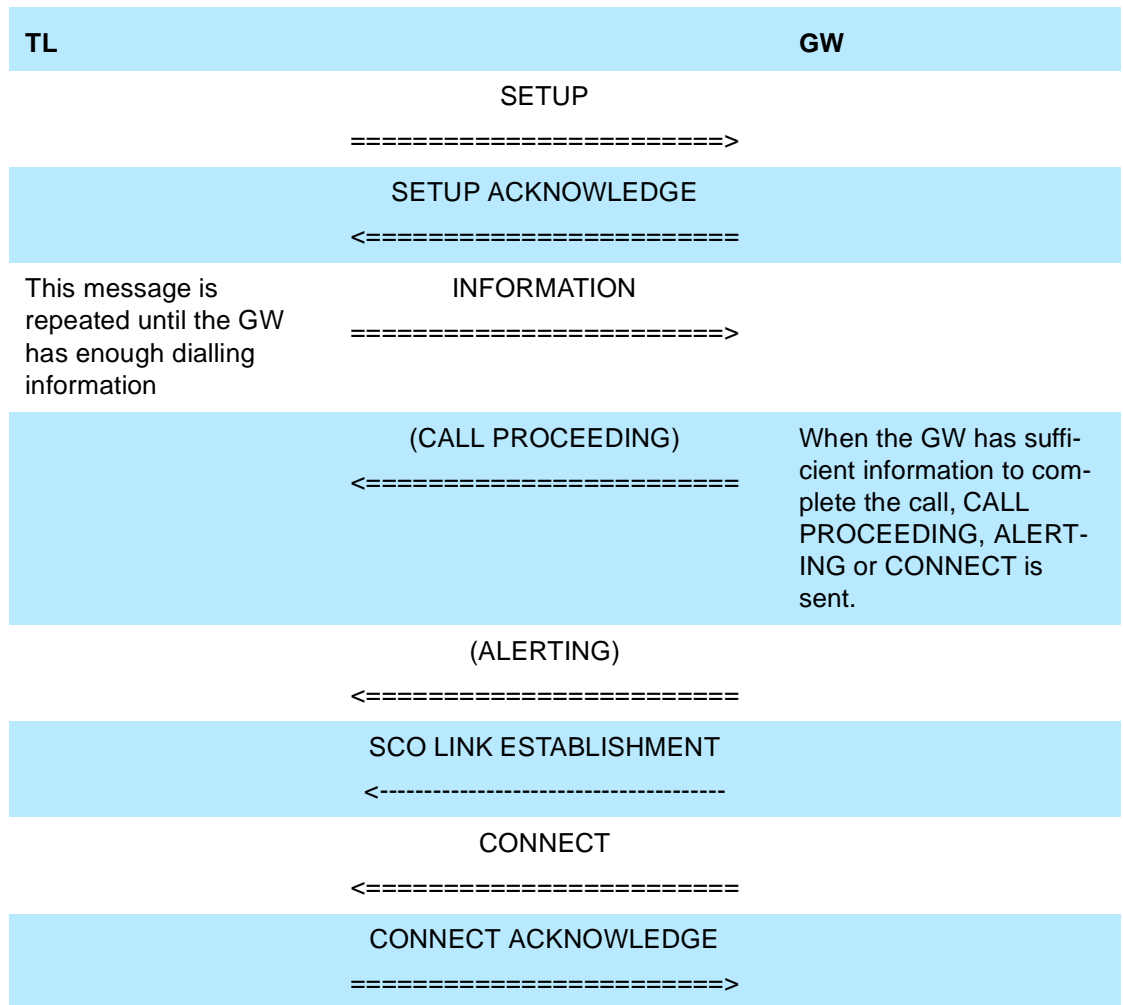 TL GW
SETUP
========================>
SETUP ACKNOWLEDGE
<========================
This message is
repeated until the GW
has enough dialling
information
INFORMATION
========================>
(CALL PROCEEDING)
<========================
When the GW has suffi-
cient information to com-
plete the call, CALL
PROCEEDING, ALERT-
ING or CONNECT is
sent.
(ALERTING)
<========================
SCO LINK ESTABLISHMENT
<---------------------------------------
CONNECT
<========================
CONNECT ACKNOWLEDGE
========================>